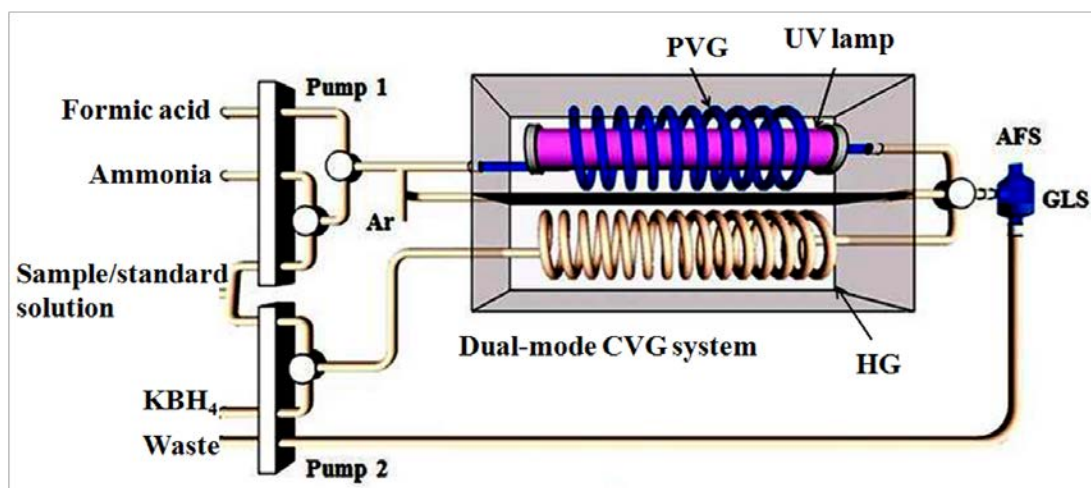 PVG
UV lamp
Pump 1
Formic acid
AFS
Ammonia
GLS
Ar
Sample/standard
solution
Dual-mode CVG system
HG
KBH₄
Waste
Pump 2